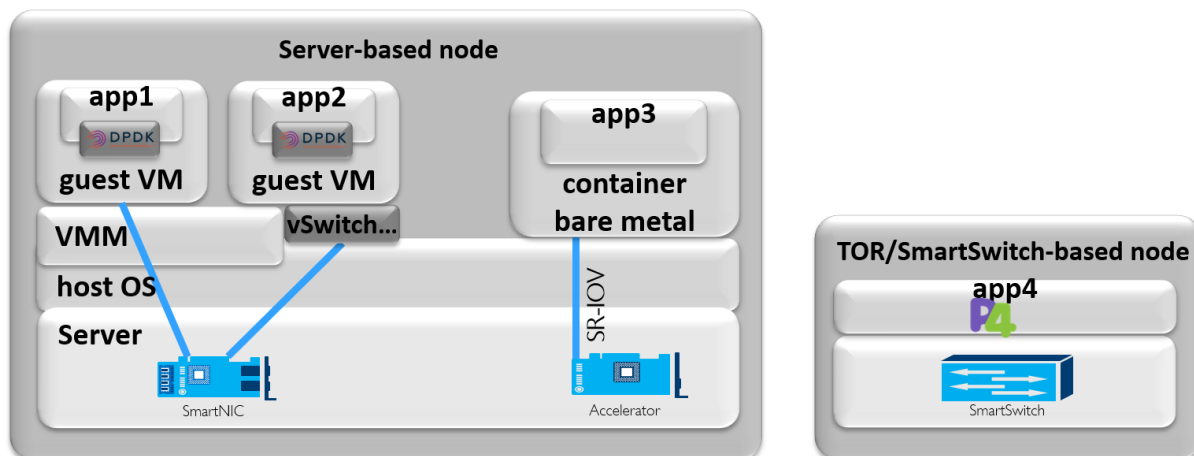 Server-based node
app1
DPDK
guest VM
app2
DPDK
guest VM
app3
container
bare metal
VMM
vSwitch...
host OS
SR-IOV
Server
SmartNIC
Accelerator
TOR/SmartSwitch-based node
app4
P4
SmartSwitch